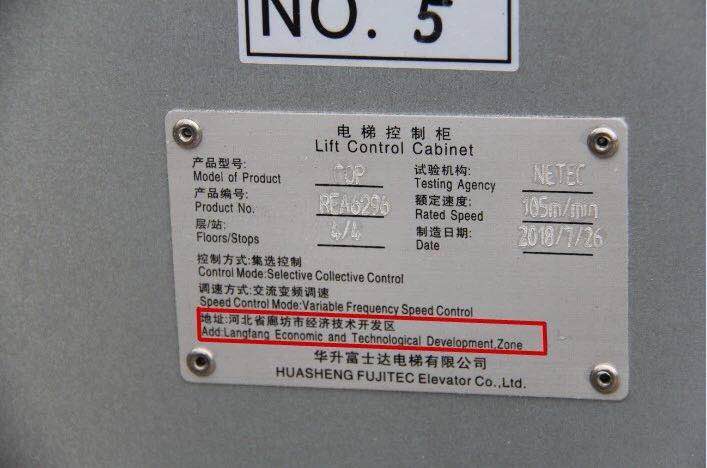 NO. 5
电梯控制柜
Lift Control Cabinet
产品型号: 试验机构:
Model of Product Testing Agency NETEC
产品编号: 额定速度:
Product No. REA6296 Rated Speed 105m/min
层/站: 制造日期:
Floors/Stops 4/4 Date 2018/7/26
控制方式:集选控制
Control Mode:Selective Collective Control
调速方式:交流变频调速
Speed Control Mode:Variable Frequency Speed Control
地址:河北省廊坊市经济技术开发区
Add:Langfang Economic and Technological Development,Zone
华升富士达电梯有限公司
HUASHENG FUJITEC Elevator Co.,Ltd.